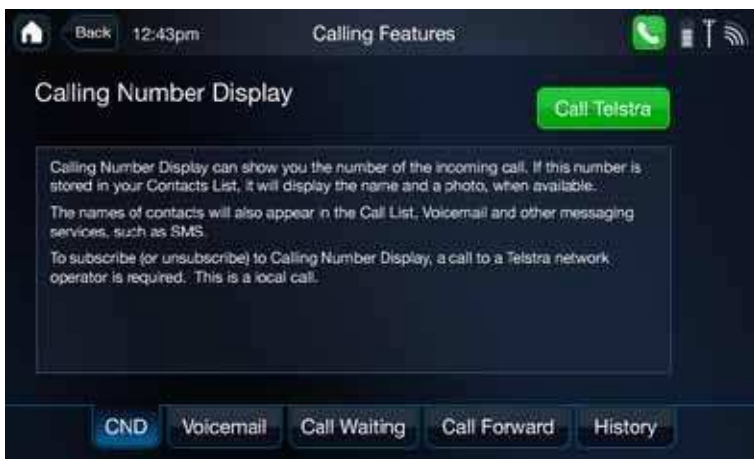 Back 12:43pm Calling Features
Calling Number Display
Call Telstra
Calling Number Display can show you the number of the incoming call. If this number is
stored in your Contacts List, it will display the name and a photo, when available.
The names of contacts will also appear in the Call List, Voicemail and other messaging
services, such as SMS.
To subscribe (or unsubscribe) to Calling Number Display, a call to a Telstra network
operator is required. This is a local call.
CND Voicemail Call Waiting Call Forward History